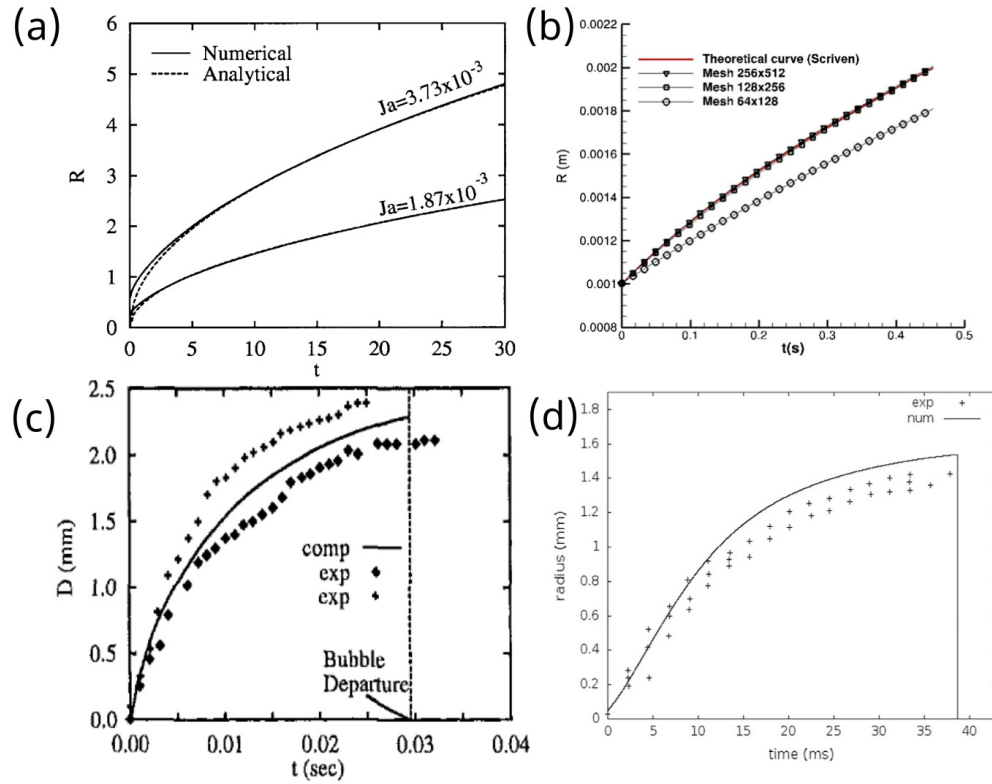 (a)
6
5
4
3
2
1
0
R
Numerical
Analytical
Ja=3.73x10-3
Ja=1.87x10-3
0 5 10 15 20 25 30
t
(b)
0.0022
0.002
0.0018
0.0016
0.0014
0.0012
0.001
0.0008
R (m)
Theoretical curve (Scriven)
Mesh 256x512
Mesh 128x256
Mesh 64x128
0 0.1 0.2 0.3 0.4 0.5
t(s)
(c)
2.5
2.0
1.5
1.0
0.5
0.0
D (mm)
comp
exp
exp
Bubble
Departure
0.00 0.01 0.02 0.03 0.04
t (sec)
(d)
1.8
1.6
1.4
1.2
1
0.8
0.6
0.4
0.2
0
radius (mm)
exp
num
0 5 10 15 20 25 30 35 40
time (ms)